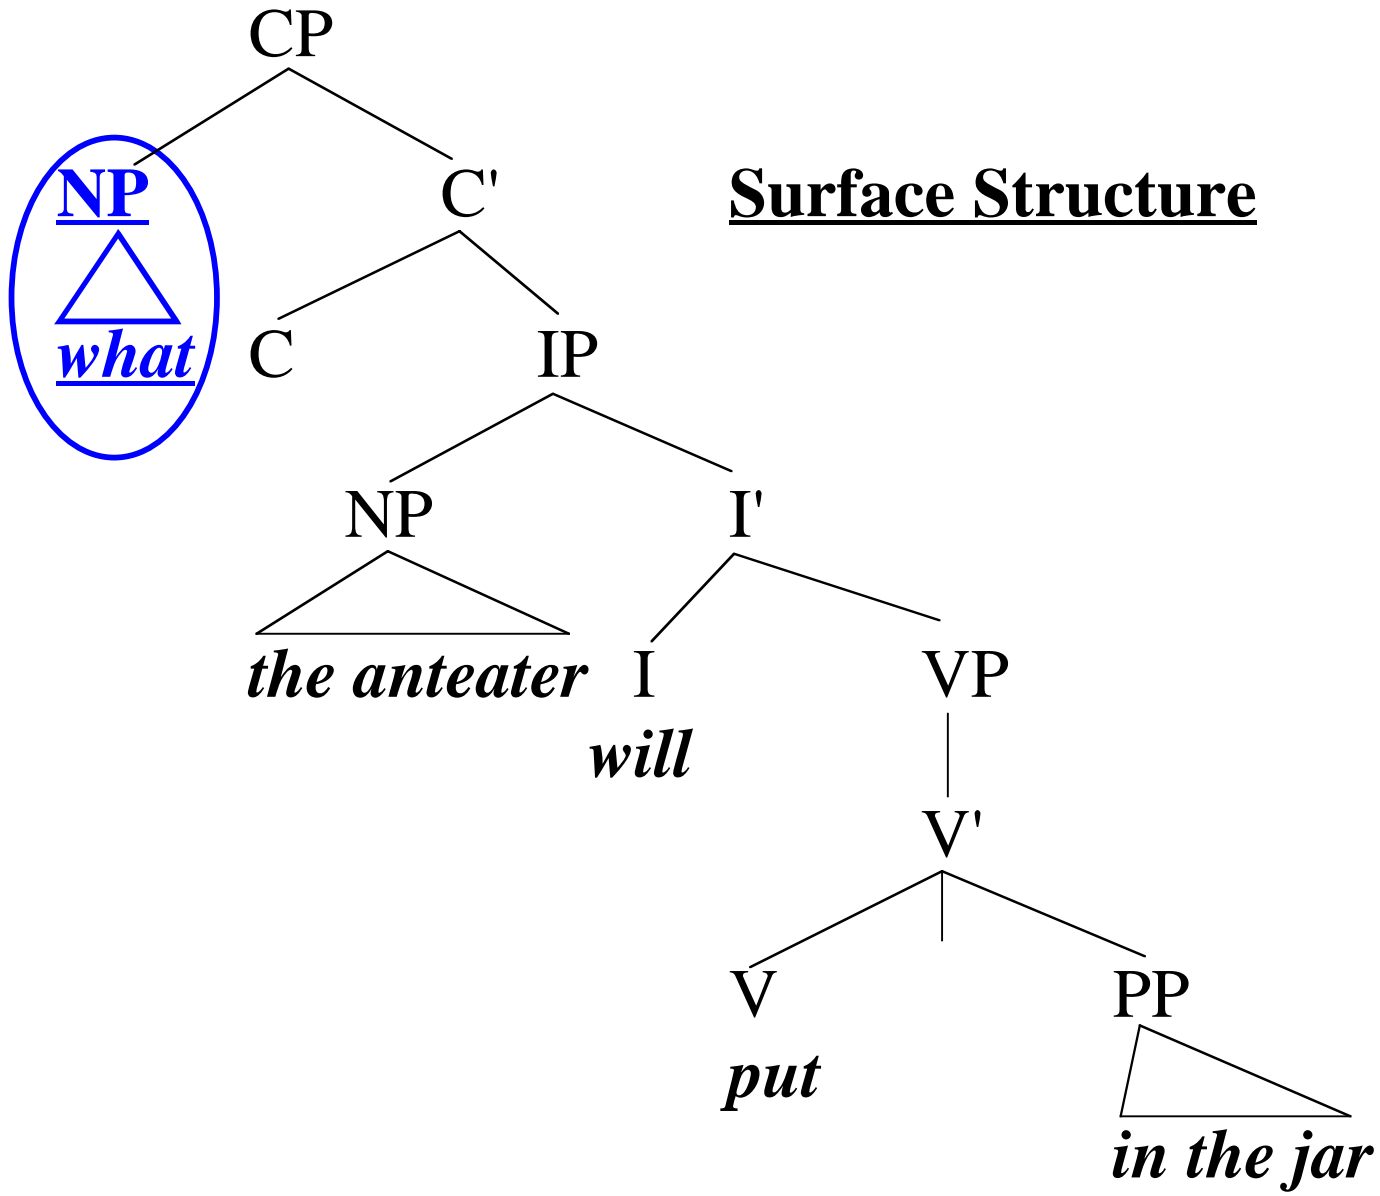 CP
NP C' Surface Structure
what C IP
NP I'
the anteater I VP
will
V'
V PP
put
in the jar